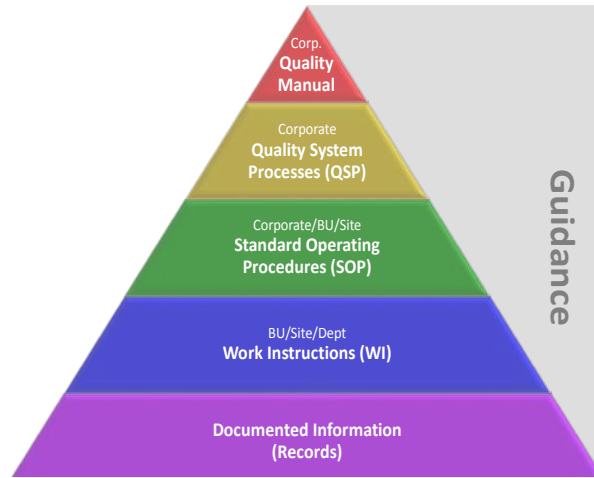 Corp.
Quality
Manual
Corporate
Quality System
Processes (QSP)
Corporate/BU/Site
Standard Operating
Procedures (SOP)
BU/Site/Dept
Work Instructions (WI)
Documented Information
(Records)
Guidance